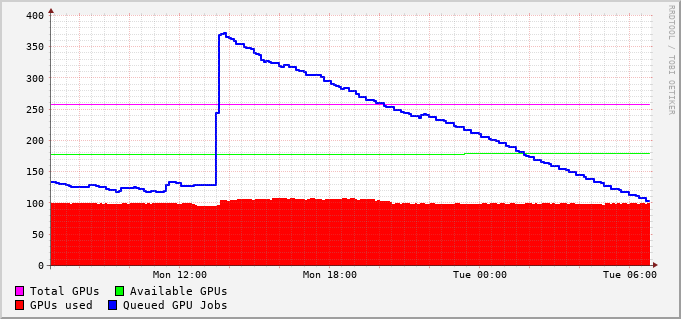 400
350
300
250
200
150
100
50
0
Mon 12:00 Mon 18:00 Tue 00:00 Tue 06:00
Total GPUs Available GPUs
GPUs used Queued GPU Jobs
RRDTOOL / TOBI OETIKER